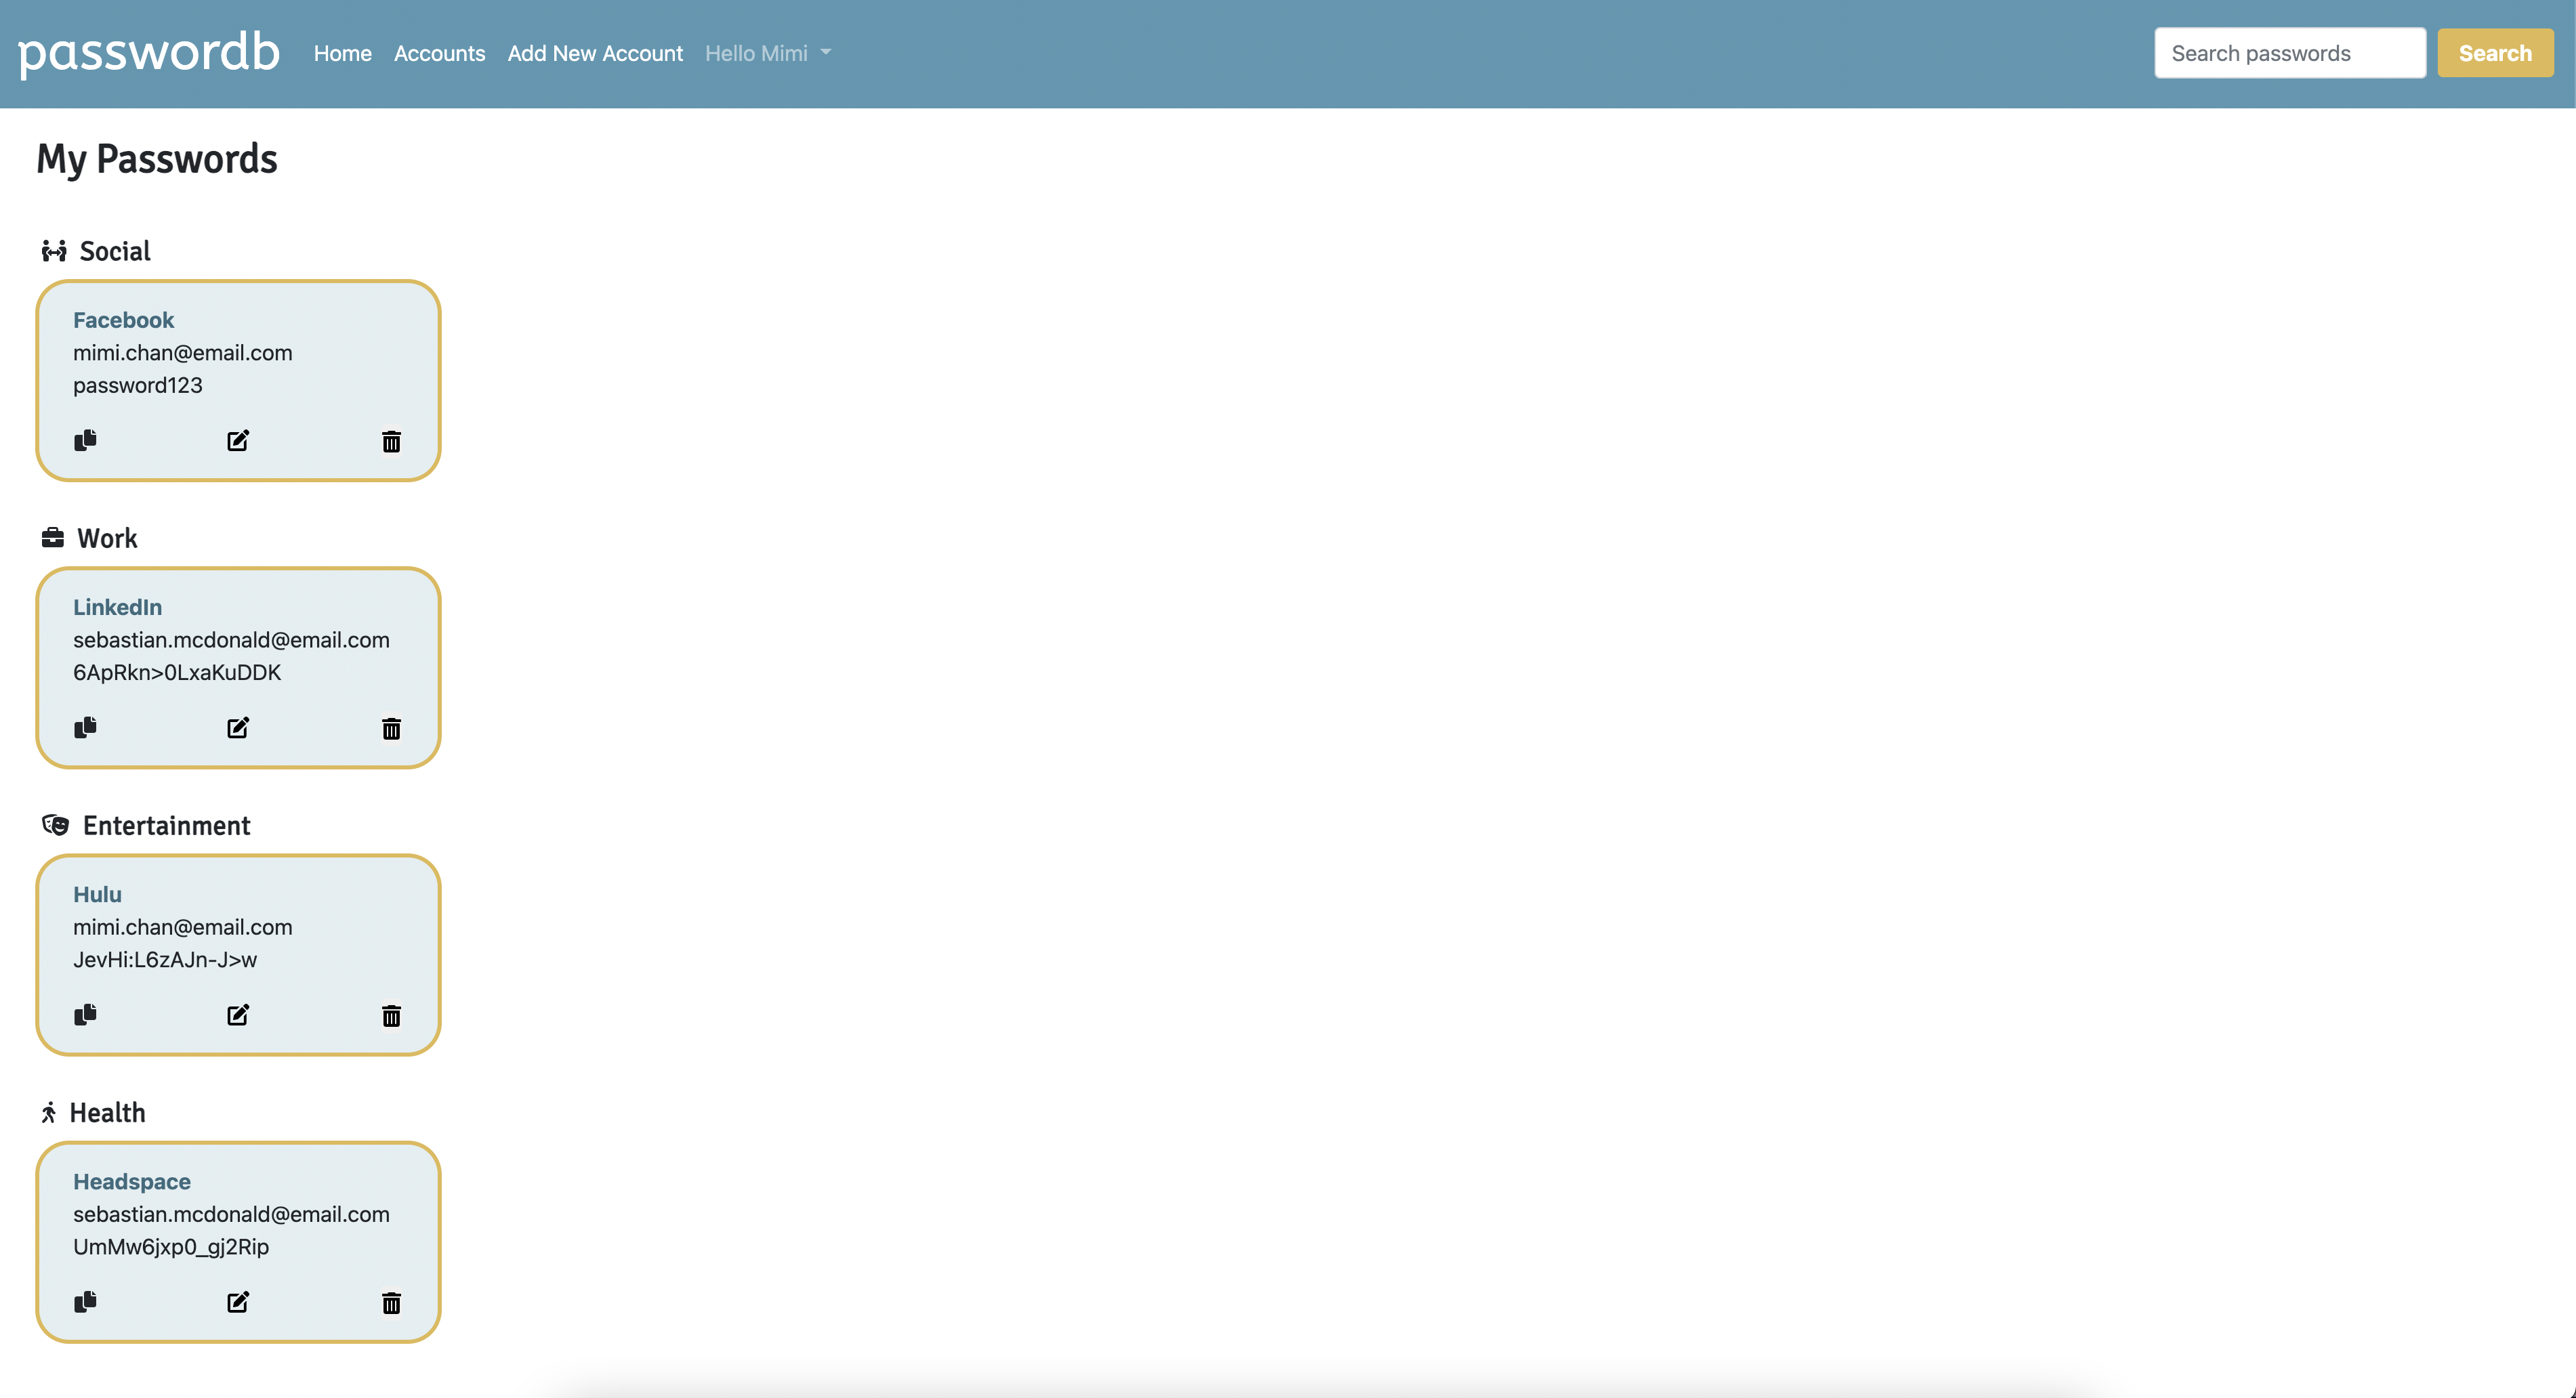 passwordb Home Accounts Add New Account Hello Mimi Search passwords Search
My Passwords
Social
Facebook
mimi.chan@email.com
password123
Work
LinkedIn
sebastian.mcdonald@email.com
6ApRkn>0LxaKuDDK
Entertainment
Hulu
mimi.chan@email.com
JevHi:L6zAJn-J>w
Health
Headspace
sebastian.mcdonald@email.com
UmMw6jxp0_gj2Rip